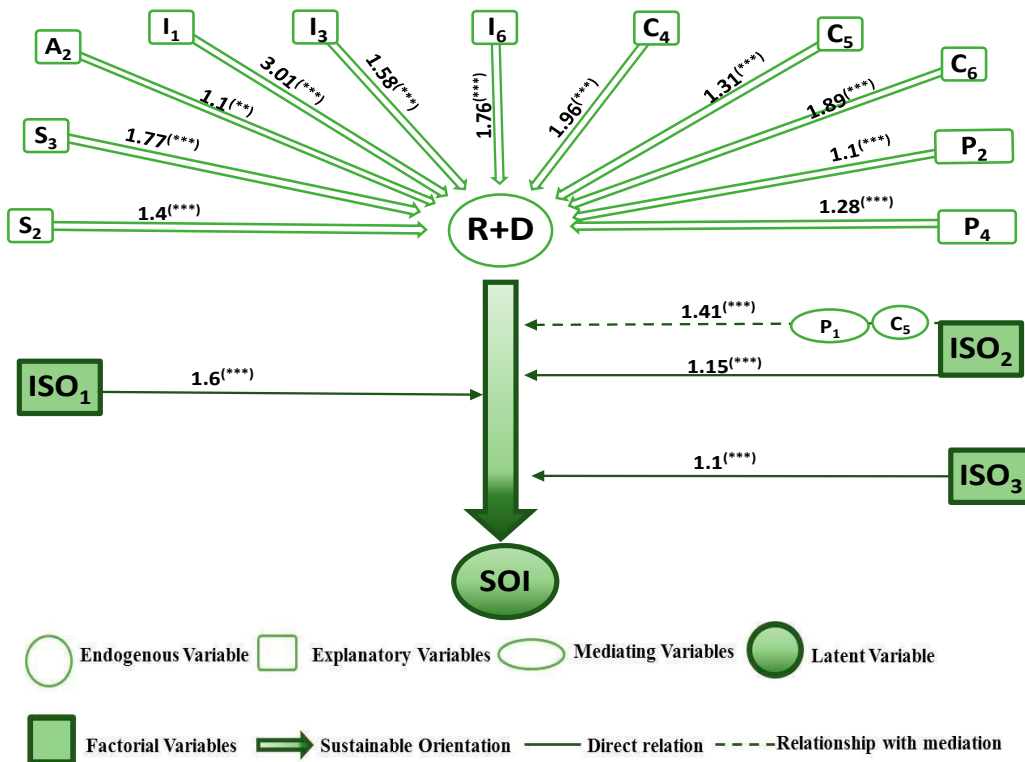 I₁
I₃
I₆
C₄
C₅
A₂
C₆
3.01(***)
1.58(***)
1.76(***)
1.96(***)
1.31(***)
1.89(***)
1.1(**)
S₃
1.77(***)
1.1(***)
P₂
S₂
1.4(***)
R+D
1.28(***)
P₄
1.41(***)
P₁
C₅
ISO₂
1.15(***)
ISO₁
1.6(***)
1.1(***)
ISO₃
SOI
Endogenous Variable
Explanatory Variables
Mediating Variables
Latent Variable
Factorial Variables
Sustainable Orientation
Direct relation
Relationship with mediation